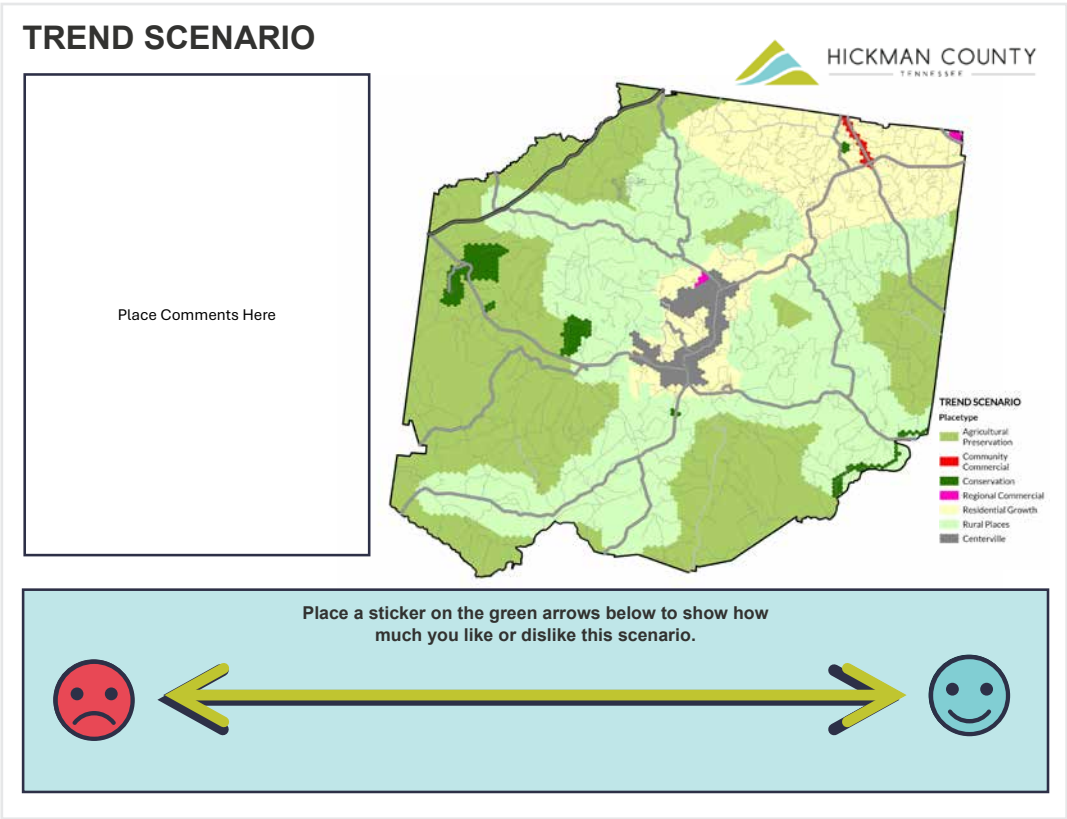 TREND SCENARIO
HICKMAN COUNTY
TENNESSEE
Place Comments Here
TREND SCENARIO
Placetype
Agricultural
Preservation
Community
Commercial
Conservation
Regional Commercial
Residential Growth
Rural Places
Centerville
Place a sticker on the green arrows below to show how
much you like or dislike this scenario.